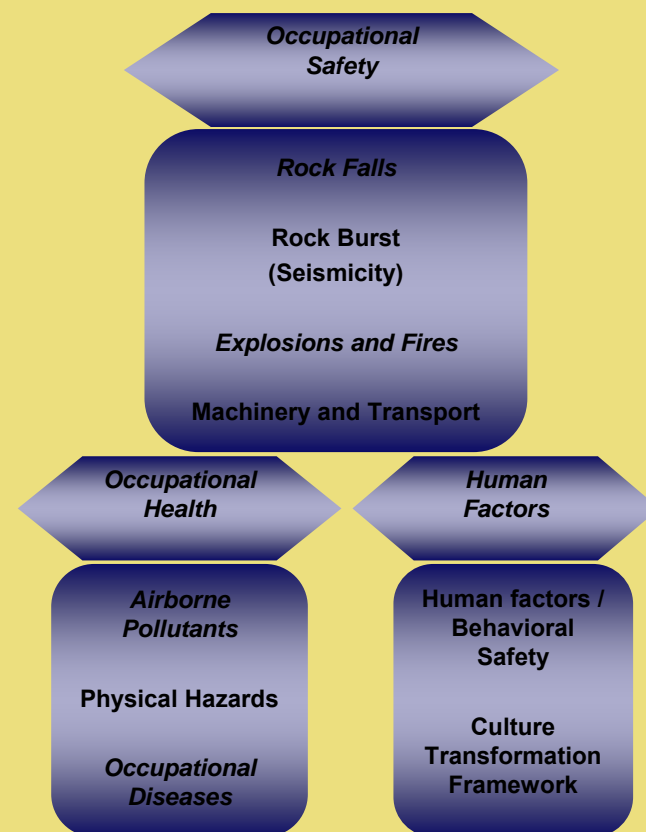 Occupational
Safety
Rock Falls
Rock Burst
(Seismicity)
Explosions and Fires
Machinery and Transport
Occupational
Health
Airborne
Pollutants
Physical Hazards
Occupational
Diseases
Human
Factors
Human factors /
Behavioral
Safety
Culture
Transformation
Framework